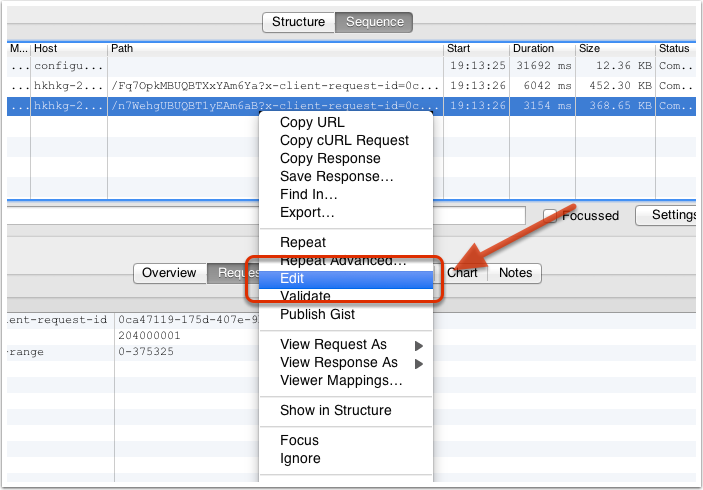 Structure Sequence
M... Host Path Start Duration Size Status
... configu... 19:13:25 31692 ms 12.36 KB Com...
... hkhkg-2... /Fq7OpkMBUQBTXxYAm6Ya?x-client-request-id=0c... 19:13:26 6042 ms 452.30 KB Com...
... hkhkg-2... /n7WehgUBUQBTlyEAm6aB?x-client-request-id=0c... 19:13:26 3154 ms 368.65 KB Com...
Copy URL
Copy cURL Request
Copy Response
Save Response...
Find In...
Export...
Focussed Settings
Repeat
Repeat Advanced...
Overview Reques Edit Chart Notes
Validate
Publish Gist
ent-request-id 0ca47119-175d-407e-9
204000001
View Request As
range 0-375325
View Response As
Viewer Mappings...
Show in Structure
Focus
Ignore